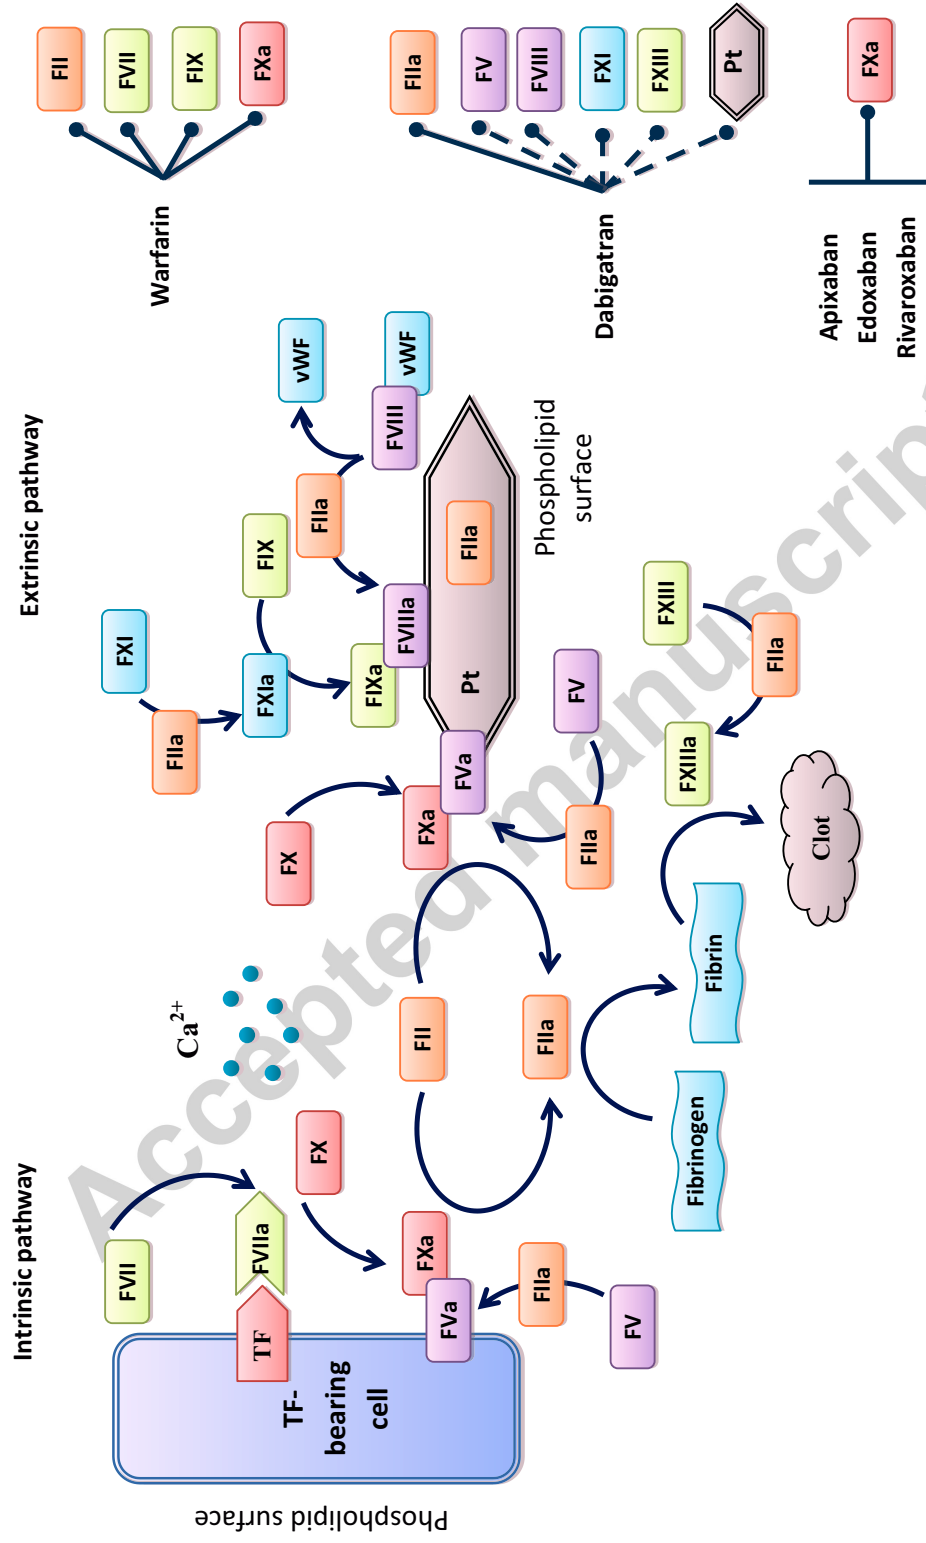 Intrinsic pathway
Extrinsic pathway
FVII
FXI
FIIa
FII
FVII
FIX
FXa
Warfarin
TF
FVIIa
FX
Ca2+
FX
FXIa
FIX
FIIa
vWF
TF-
bearing
cell
Phospholipid surface
FVa
FXa
FII
FXa
FVa
FIXa
FVIIIa
FVIII
vWF
Pt
FIIa
Phospholipid
surface
FIIa
FV
FIIa
FIIa
FV
Fibrinogen
Fibrin
FXIIIa
FIIa
FXIII
Clot
Dabigatran
FIIa
FV
FVIII
FXI
FXIII
Pt
Apixaban
Edoxaban
Rivaroxaban
FXa
Accepted manuscript